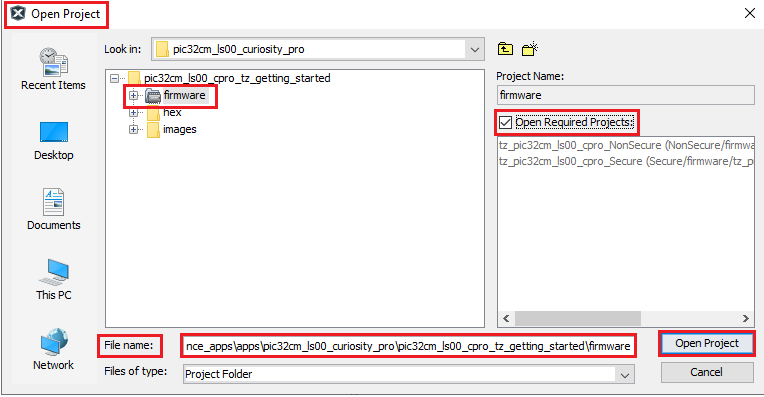 Open Project
Look in:
pic32cm_ls00_curiosity_pro
Recent Items
Desktop
Documents
This PC
Network
pic32cm_ls00_cpro_tz_getting_started
firmware
hex
images
Project Name:
firmware
Open Required Projects:
tz_pic32cm_ls00_cpro_NonSecure (NonSecure/firmwa
tz_pic32cm_ls00_cpro_Secure (Secure/firmware/tz_p
File name:
nce_apps\apps\pic32cm_ls00_curiosity_pro\pic32cm_ls00_cpro_tz_getting_started\firmware
Open Project
Files of type:
Project Folder
Cancel